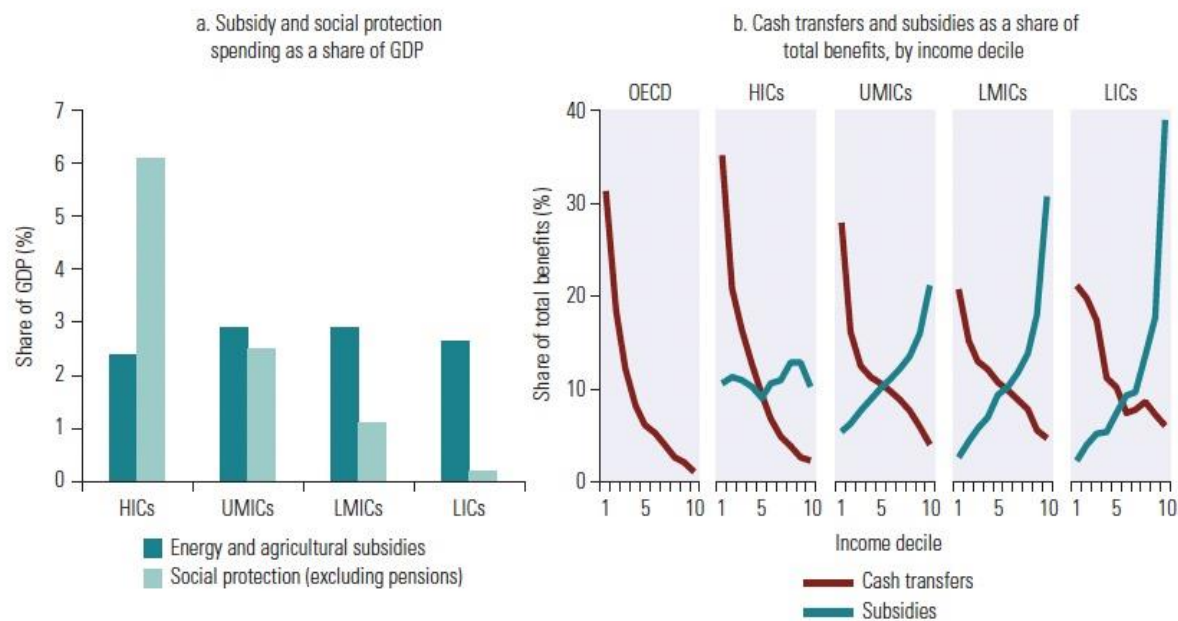 a. Subsidy and social protection
spending as a share of GDP
7
6
5
4
3
2
1
0
Share of GDP (%)
HICs UMICs LMICs LICs
Energy and agricultural subsidies
Social protection (excluding pensions)
b. Cash transfers and subsidies as a share of
total benefits, by income decile
OECD HICs UMICs LMICs LICs
40
30
20
10
0
Share of total benefits (%)
1 5 10 1 5 10 1 5 10 1 5 10 1 5 10
Income decile
Cash transfers
Subsidies